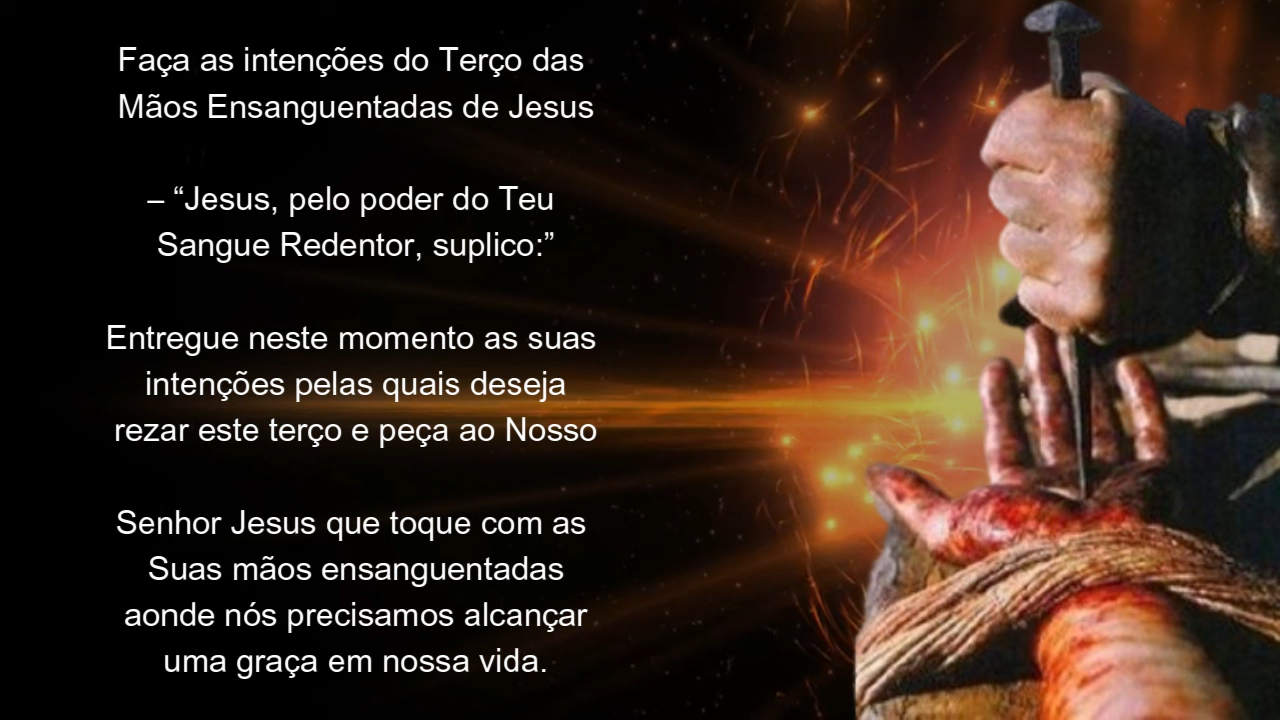 Faça as intenções do Terço das
Mãos Ensanguentadas de Jesus
– “Jesus, pelo poder do Teu
Sangue Redentor, suplico:”
Entregue neste momento as suas
intenções pelas quais deseja
rezar este terço e peça ao Nosso
Senhor Jesus que toque com as
Suas mãos ensanguentadas
aonde nós precisamos alcançar
uma graça em nossa vida.